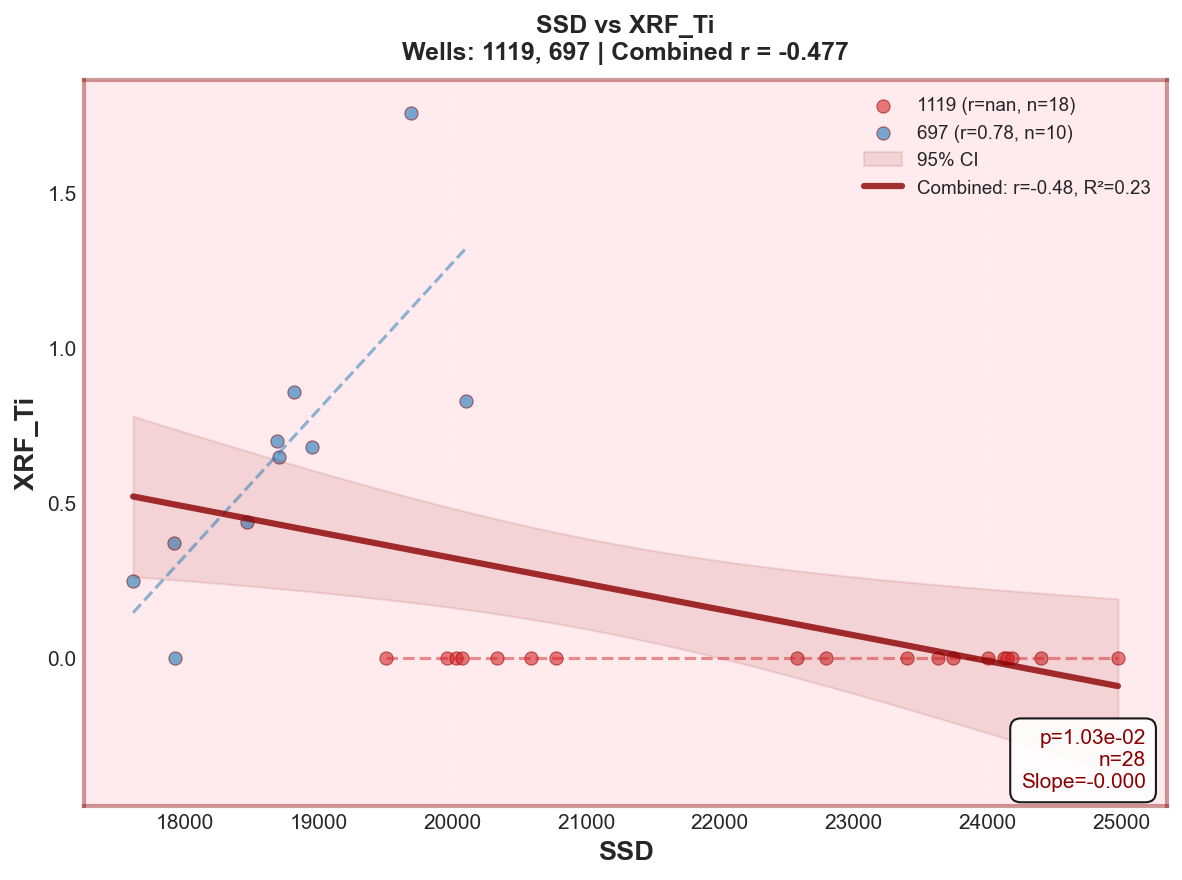 SSD vs XRF_Ti
Wells: 1119, 697 | Combined r = -0.477
1119 (r=nan, n=18)
697 (r=0.78, n=10)
95% CI
Combined: r=-0.48, R²=0.23
1.5
1.0
0.5
0.0
XRF_Ti
p=1.03e-02
n=28
Slope=-0.000
18000 19000 20000 21000 22000 23000 24000 25000
SSD